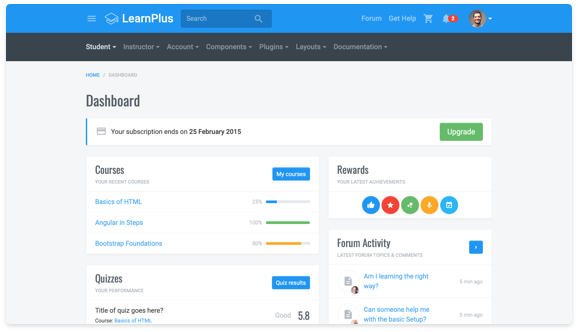 LearnPlus
Search
Forum
Get Help
2
Student
Instructor
Account
Components
Plugins
Layouts
Documentation
HOME / DASHBOARD
Dashboard
Your subscription ends on 25 February 2015
Upgrade
Courses
YOUR RECENT COURSES
My courses
Basics of HTML
25%
Angular in Steps
100%
Bootstrap Foundations
80%
Quizzes
YOUR PERFORMANCE
Quiz results
Title of quiz goes here?
Course: Basics of HTML
Good
5.8
Rewards
YOUR LATEST ACHIEVEMENTS
Forum Activity
LATEST FORUM TOPICS & COMMENTS
Am I learning the right
way?
5 min ago
Can someone help me
with the basic Setup?
5 min ago